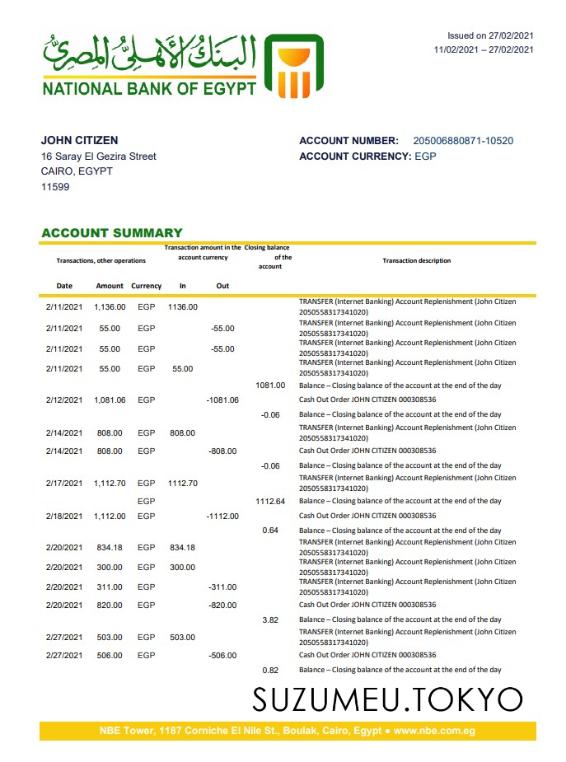 البنك الأهلي المصري
NATIONAL BANK OF EGYPT
Issued on 27/02/2021
11/02/2021 – 27/02/2021
JOHN CITIZEN
16 Saray El Gezira Street
CAIRO, EGYPT
11599
ACCOUNT NUMBER: 205006880871-10520
ACCOUNT CURRENCY: EGP
ACCOUNT SUMMARY
Transactions, other operations
Transaction amount in the
account currency
Closing balance
of the
account
Transaction description
Date Amount Currency In Out
2/11/2021 1,136.00 EGP 1136.00 TRANSFER (Internet Banking) Account Replenishment (John Citizen
2050558317341020)
2/11/2021 55.00 EGP -55.00 TRANSFER (Internet Banking) Account Replenishment (John Citizen
2050558317341020)
2/11/2021 55.00 EGP -55.00 TRANSFER (Internet Banking) Account Replenishment (John Citizen
2050558317341020)
2/11/2021 55.00 EGP 55.00 TRANSFER (Internet Banking) Account Replenishment (John Citizen
2050558317341020)
1081.00 Balance – Closing balance of the account at the end of the day
2/12/2021 1,081.06 EGP -1081.06 Cash Out Order JOHN CITIZEN 000308536
-0.06 Balance – Closing balance of the account at the end of the day
2/14/2021 808.00 EGP 808.00 TRANSFER (Internet Banking) Account Replenishment (John Citizen
2050558317341020)
2/14/2021 808.00 EGP -808.00 Cash Out Order JOHN CITIZEN 000308536
-0.06 Balance – Closing balance of the account at the end of the day
2/17/2021 1,112.70 EGP 1112.70 TRANSFER (Internet Banking) Account Replenishment (John Citizen
2050558317341020)
EGP 1112.64 Balance – Closing balance of the account at the end of the day
2/18/2021 1,112.00 EGP -1112.00 Cash Out Order JOHN CITIZEN 000308536
0.64 Balance – Closing balance of the account at the end of the day
2/20/2021 834.18 EGP 834.18 TRANSFER (Internet Banking) Account Replenishment (John Citizen
2050558317341020)
2/20/2021 300.00 EGP 300.00 TRANSFER (Internet Banking) Account Replenishment (John Citizen
2050558317341020)
2/20/2021 311.00 EGP -311.00 TRANSFER (Internet Banking) Account Replenishment (John Citizen
2050558317341020)
2/20/2021 820.00 EGP -820.00 Cash Out Order JOHN CITIZEN 000308536
3.82 Balance – Closing balance of the account at the end of the day
2/27/2021 503.00 EGP 503.00 TRANSFER (Internet Banking) Account Replenishment (John Citizen
2050558317341020)
2/27/2021 506.00 EGP -506.00 Cash Out Order JOHN CITIZEN 000308536
0.82 Balance – Closing balance of the account at the end of the day
SUZUMEU.TOKYO
NBE Tower, 1187 Corniche El Nile St., Boulak, Cairo, Egypt ● www.nbe.com.eg